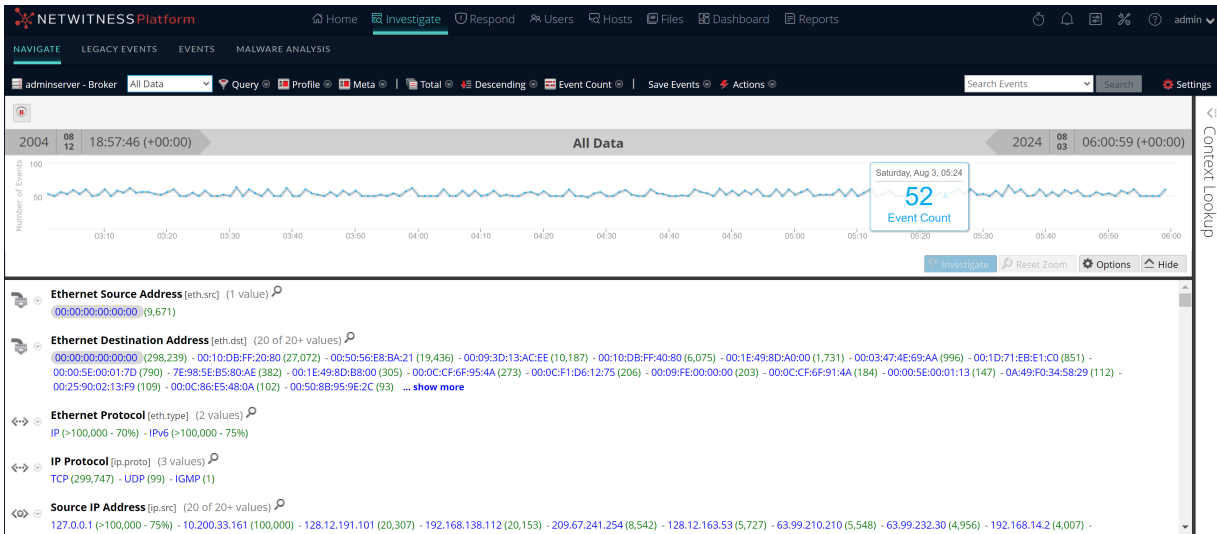 NETWITNESS Platform
Home Investigate Respond Users Hosts Files Dashboard Reports admin
NAVIGATE LEGACY EVENTS EVENTS MALWARE ANALYSIS
adminserver - Broker All Data Query Profile Meta | Total Descending Event Count | Save Events Actions Search Events Search Settings
2004 08 12 18:57:46 (+00:00) All Data 2024 08 03 06:00:59 (+00:00)
Context Lookup
Number of Events
100
50
Saturday, Aug 3, 05:24
52
Event Count
03:10 03:20 03:30 03:40 03:50 04:00 04:10 04:20 04:30 04:40 04:50 05:00 05:10 05:20 05:30 05:40 05:50 06:00
Investigate Reset Zoom Options Hide
Ethernet Source Address [eth.src] (1 value)
00:00:00:00:00:00 (9,671)
Ethernet Destination Address [eth.dst] (20 of 20+ values)
00:00:00:00:00:00 (298,239) - 00:10:DB:FF:20:80 (27,072) - 00:50:56:E8:BA:21 (19,436) - 00:09:3D:13:AC:EE (10,187) - 00:10:DB:FF:40:80 (6,075) - 00:1E:49:8D:A0:00 (1,731) - 00:03:47:4E:69:AA (996) - 00:1D:71:EB:E1:C0 (851) -
00:00:5E:00:01:7D (790) - 7E:98:5E:B5:80:AE (382) - 00:1E:49:8D:B8:00 (305) - 00:0C:CF:6F:95:4A (273) - 00:0C:F1:D6:12:75 (206) - 00:09:FE:00:00:00 (203) - 00:0C:CF:6F:91:4A (184) - 00:00:5E:00:01:13 (147) - 0A:49:F0:34:58:29 (112) -
00:25:90:02:13:F9 (109) - 00:0C:86:E5:48:0A (102) - 00:50:8B:95:9E:2C (93) ... show more
Ethernet Protocol [eth.type] (2 values)
IP (>100,000 - 70%) - IPv6 (>100,000 - 75%)
IP Protocol [ip.proto] (3 values)
TCP (299,747) - UDP (99) - IGMP (1)
Source IP Address [ip.src] (20 of 20+ values)
127.0.0.1 (>100,000 - 75%) - 10.200.33.161 (100,000) - 128.12.191.101 (20,307) - 192.168.138.112 (20,153) - 209.67.241.254 (8,542) - 128.12.163.53 (5,727) - 63.99.210.210 (5,548) - 63.99.232.30 (4,956) - 192.168.14.2 (4,007) -